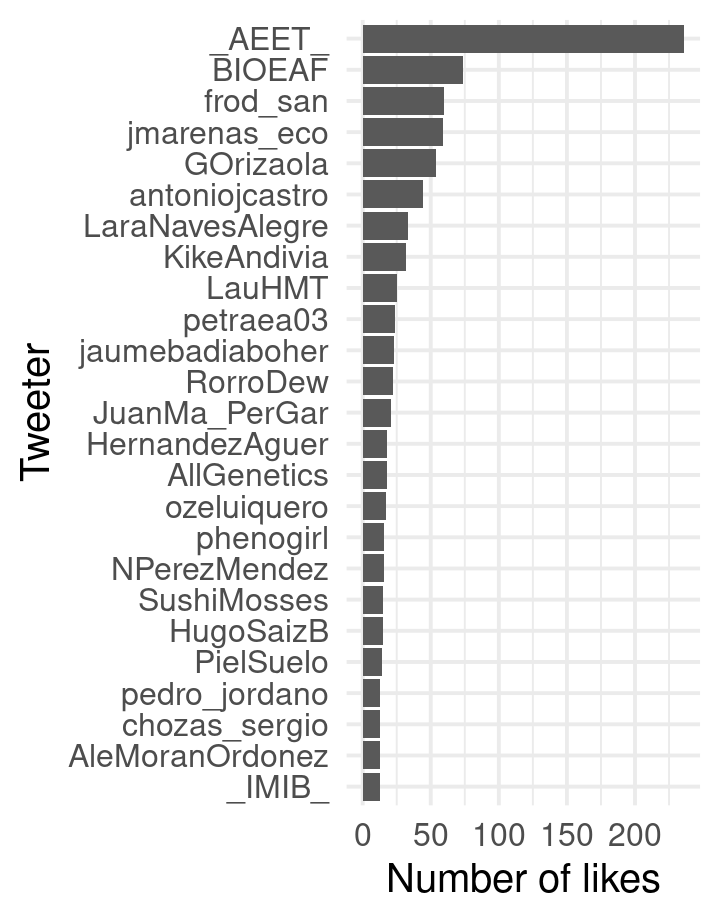 _AEET_
BIOEAF
frod_san
jmarenas_eco
GOrizaola
antoniojcastro
LaraNavesAlegre
KikeAndivia
LauHMT
petraea03
jaumebadiaboher
RorroDew
JuanMa_PerGar
HernandezAguer
AllGenetics
ozeluiquero
phenogirl
NPerezMendez
SushiMosses
HugoSaizB
PielSuelo
pedro_jordano
chozas_sergio
AleMoranOrdonez
_IMIB_
Tweeter
0 50 100 150 200
Number of likes